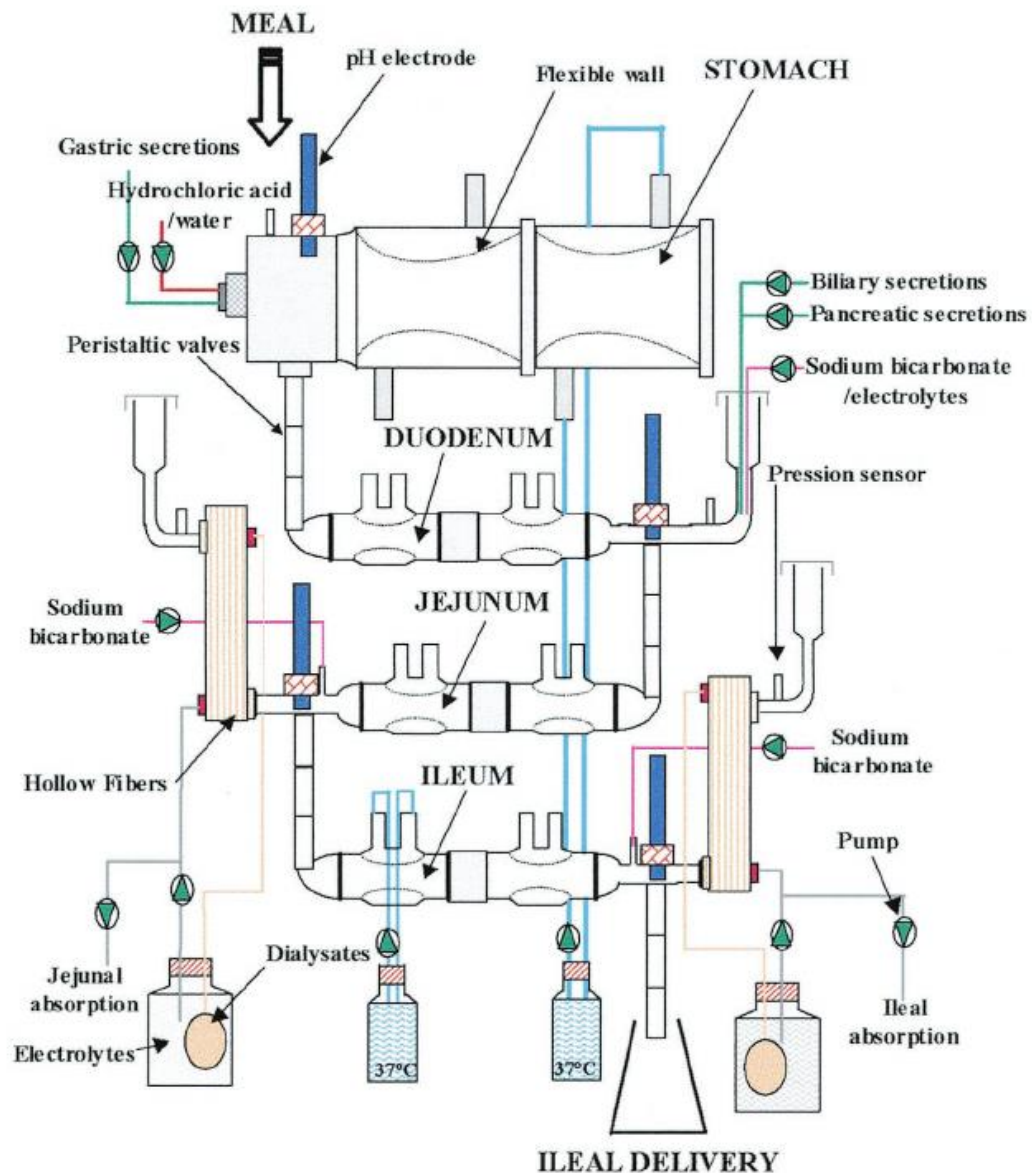 MEAL
pH electrode
Flexible wall
STOMACH
Gastric secretions
Hydrochloric acid
/water
Biliary secretions
Pancreatic secretions
Peristaltic valves
Sodium bicarbonate
/electrolytes
DUODENUM
Pression sensor
JEJUNUM
Sodium
bicarbonate
Sodium
bicarbonate
ILEUM
Hollow Fibers
Pump
Dialysates
Jejunal
absorption
Ileal
absorption
Electrolytes
37°C
37°C
ILEAL DELIVERY